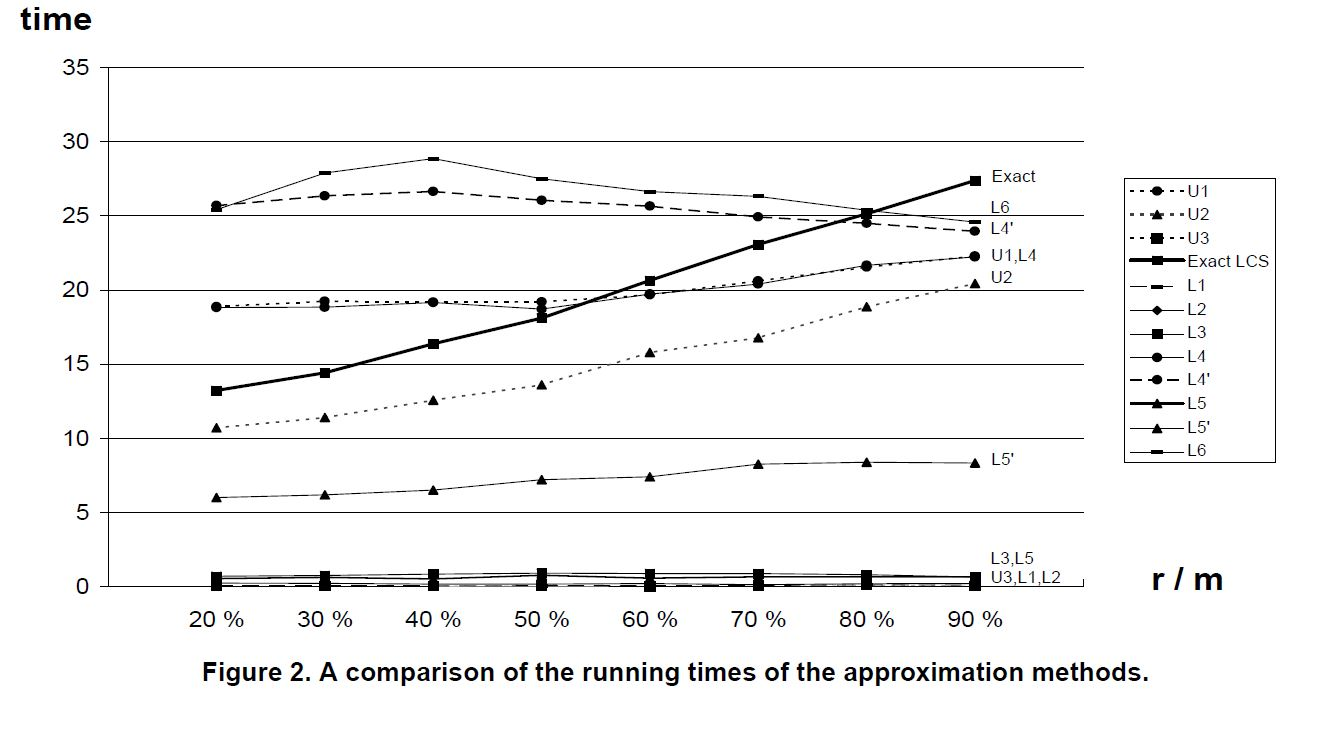 time
35
30
25
20
15
10
5
0
20 %
30 %
40 %
50 %
60 %
70 %
80 %
90 %
r / m
Exact
L6
L4'
U1,L4
U2
L5'
L3,L5
U3,L1,L2
U1
U2
U3
Exact LCS
L1
L2
L3
L4
L4'
L5
L5'
L6
Figure 2. A comparison of the running times of the approximation methods.